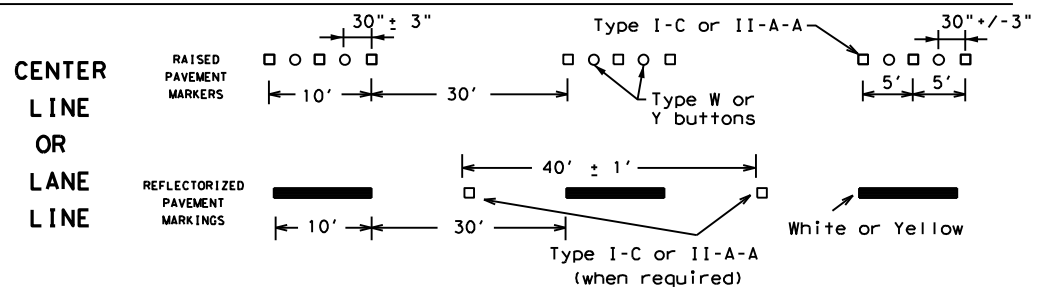 CENTER
LINE
OR
LANE
LINE
RAISED
PAVEMENT
MARKERS
30"± 3"
10'
30'
Type I-C or II-A-A
Type W or
Y buttons
30"+/-3"
5'
5'
REFLECTORIZED
PAVEMENT
MARKINGS
10'
30'
40' ± 1'
Type I-C or II-A-A
(when required)
White or Yellow